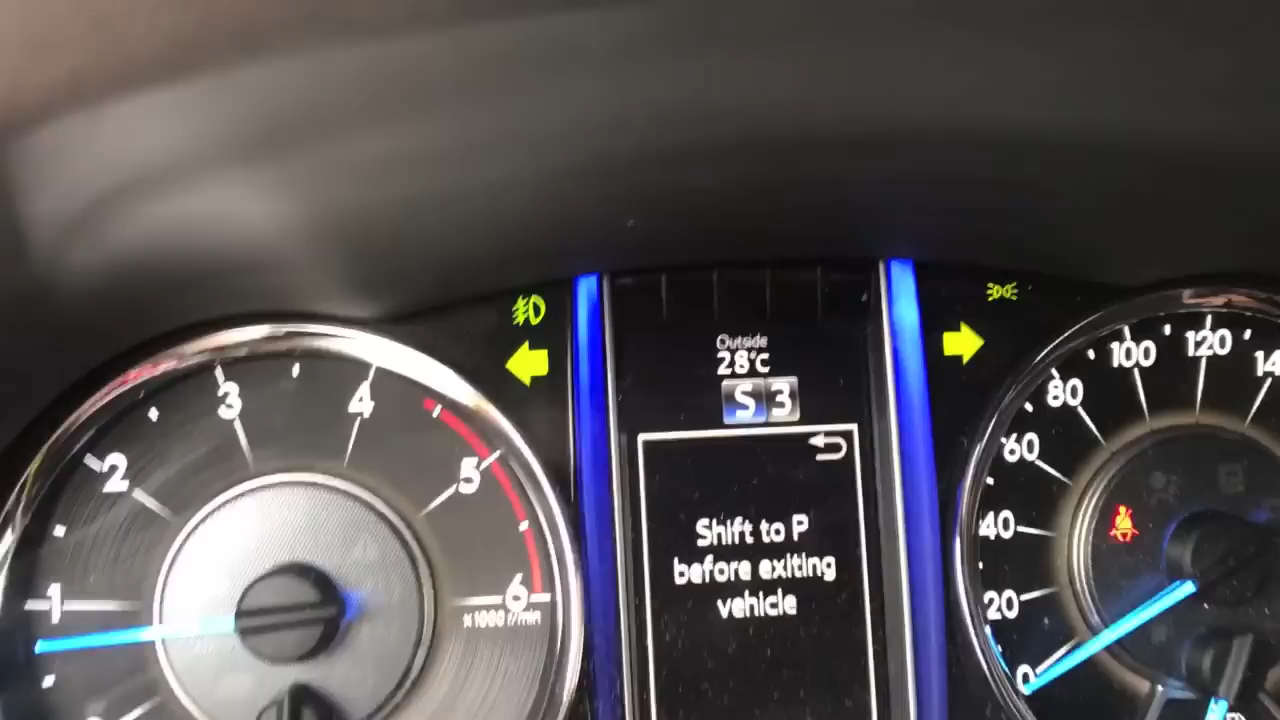 Outside
28°C
S 3
Shift to P
before exiting
vehicle
1
2
3
4
5
6
x1000 r/min
0
20
40
60
80
100
120